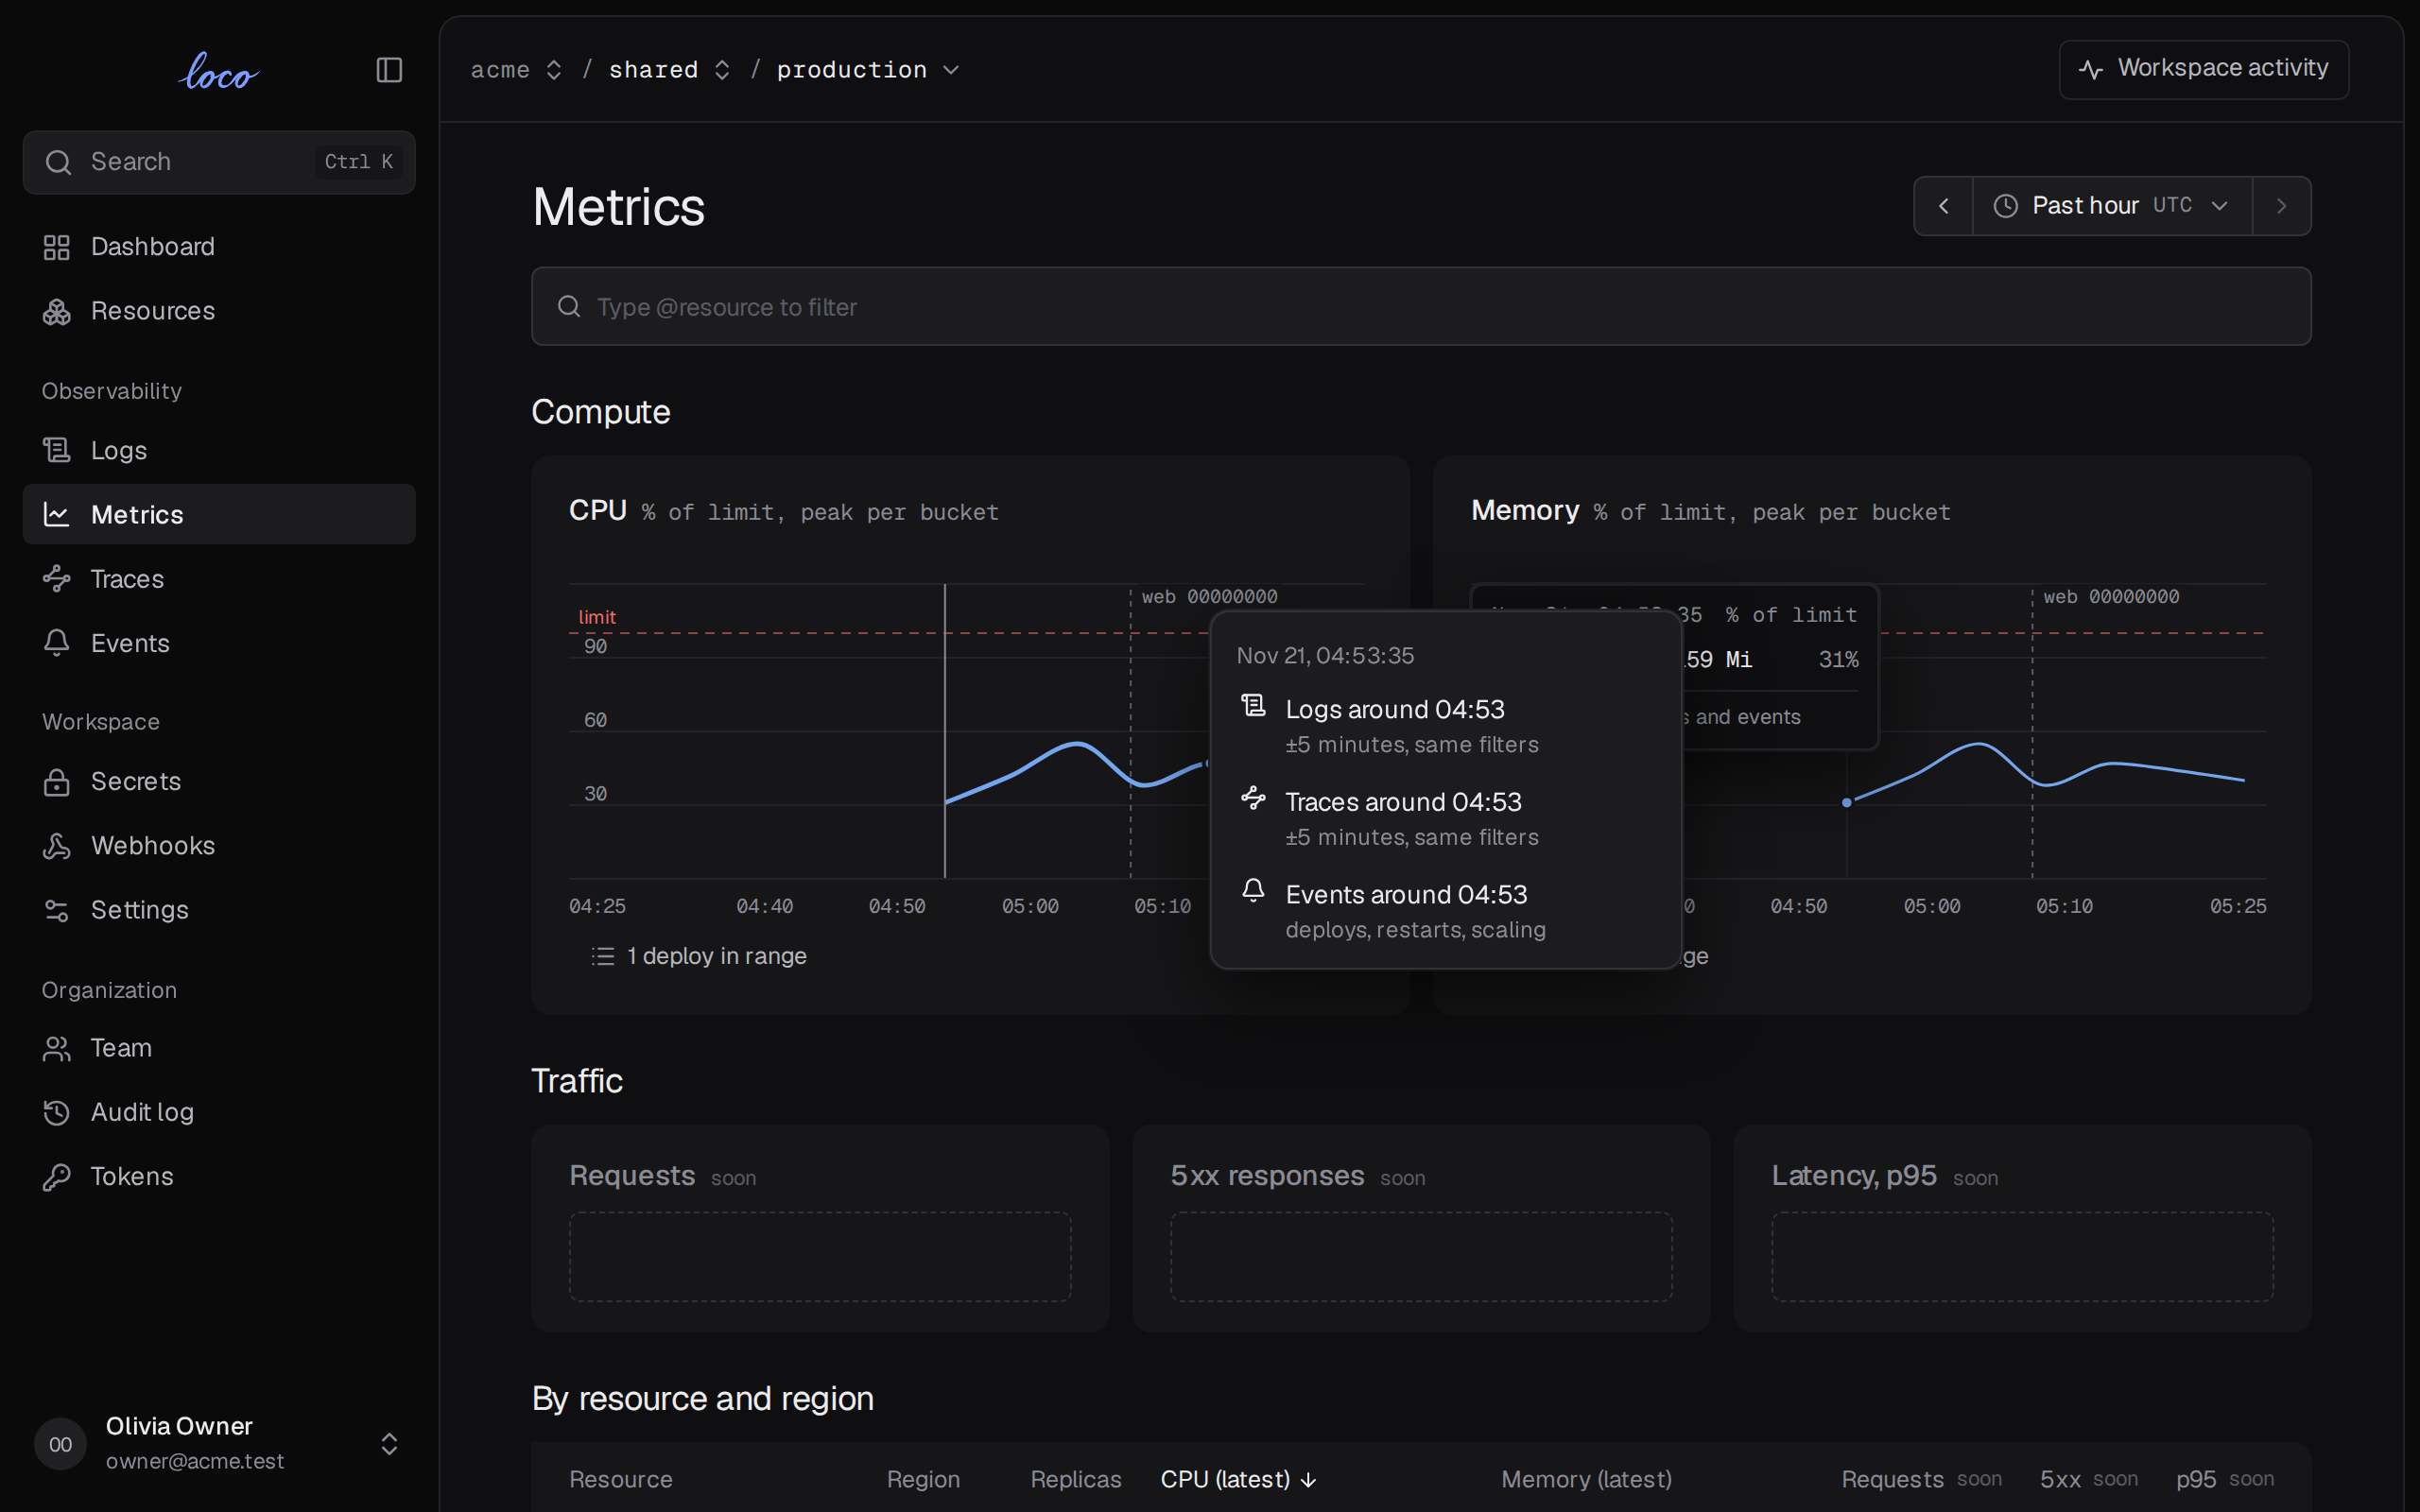 loco
Search Ctrl K
Dashboard
Resources
Observability
Logs
Metrics
Traces
Events
Workspace
Secrets
Webhooks
Settings
Organization
Team
Audit log
Tokens
OO Olivia Owner
owner@acme.test
acme / shared / production
Workspace activity
Metrics
Past hour UTC
Type @resource to filter
Compute
CPU % of limit, peak per bucket
web 00000000
limit
90
60
30
04:25 04:40 04:50 05:00 05:10
1 deploy in range
Memory % of limit, peak per bucket
web 00000000
35 % of limit
59 Mi 31%
and events
04:50 05:00 05:10 05:25
Nov 21, 04:53:35
Logs around 04:53
±5 minutes, same filters
Traces around 04:53
±5 minutes, same filters
Events around 04:53
deploys, restarts, scaling
Traffic
Requests soon
5xx responses soon
Latency, p95 soon
By resource and region
Resource Region Replicas CPU (latest) ↓ Memory (latest) Requests soon 5xx soon p95 soon